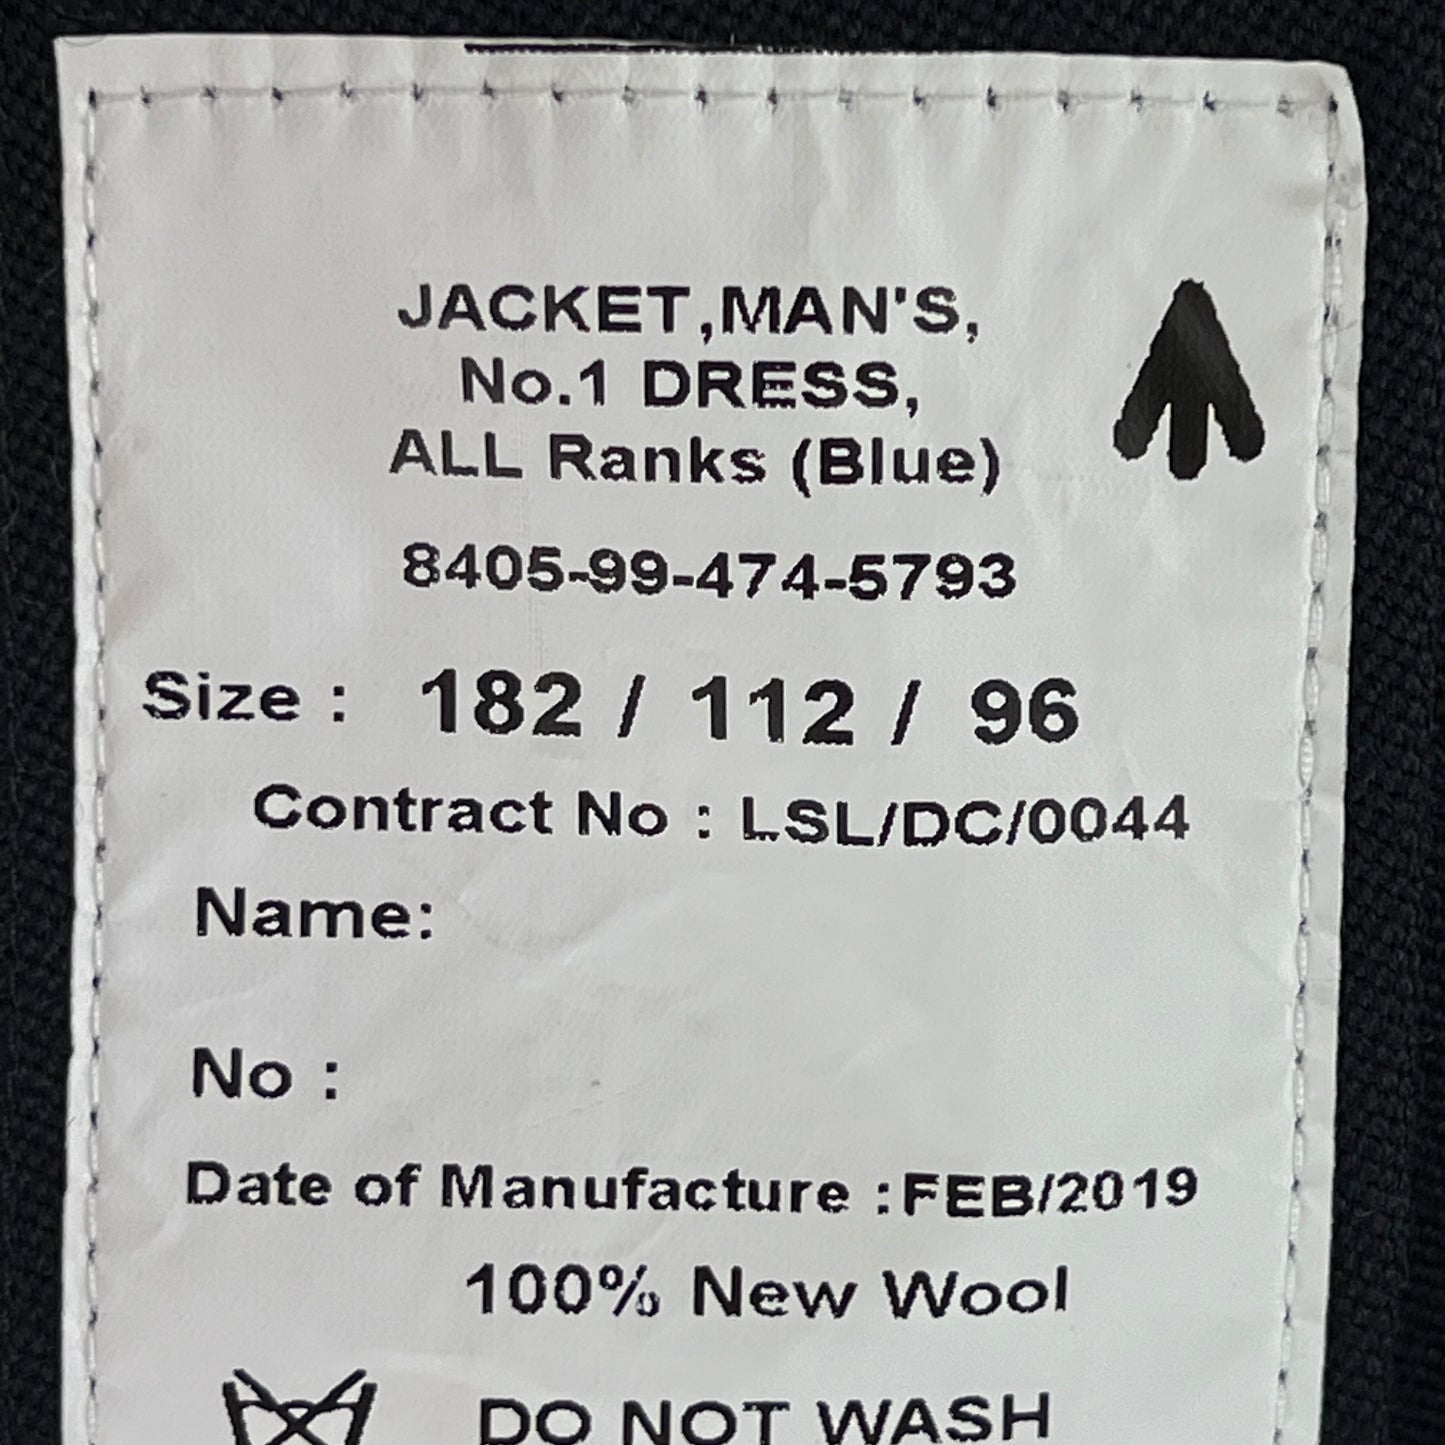 JACKET,MAN'S,
No.1 DRESS,
ALL Ranks (Blue)
8405-99-474-5793
Size : 182 / 112 / 96
Contract No : LSL/DC/0044
Name:
No :
Date of Manufacture :FEB/2019
100% New Wool
DO NOT WASH